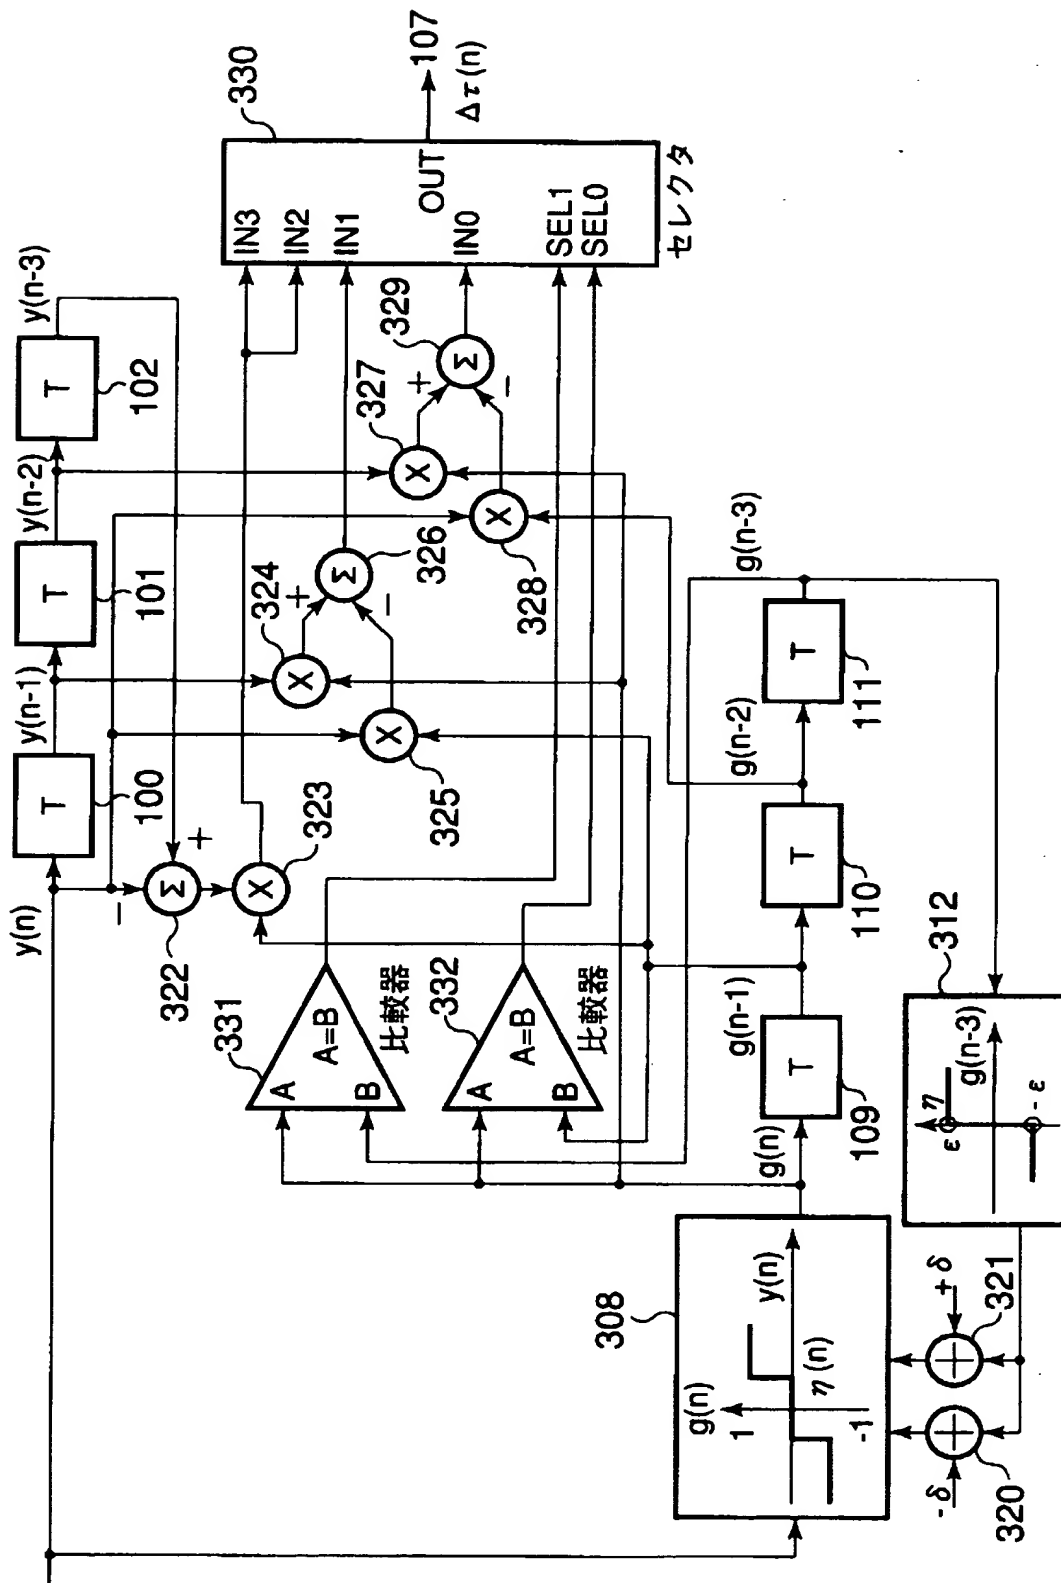 y(n)
T
100
y(n-1)
T
101
y(n-2)
T
102
y(n-3)
−
Σ
+
322
X
323
324
X
+
Σ
−
326
X
325
327
X
+
Σ
−
329
X
328
330
IN3
IN2
IN1
IN0
OUT
SEL1
SEL0
セレクタ
107
Δτ(n)
331
A
A=B
B
比較器
332
A
A=B
B
比較器
308
g(n)
1
y(n)
η(n)
-1
g(n)
T
109
g(n-1)
T
110
g(n-2)
T
111
g(n-3)
-δ
320
+δ
321
312
ε
η
g(n-3)
-ε